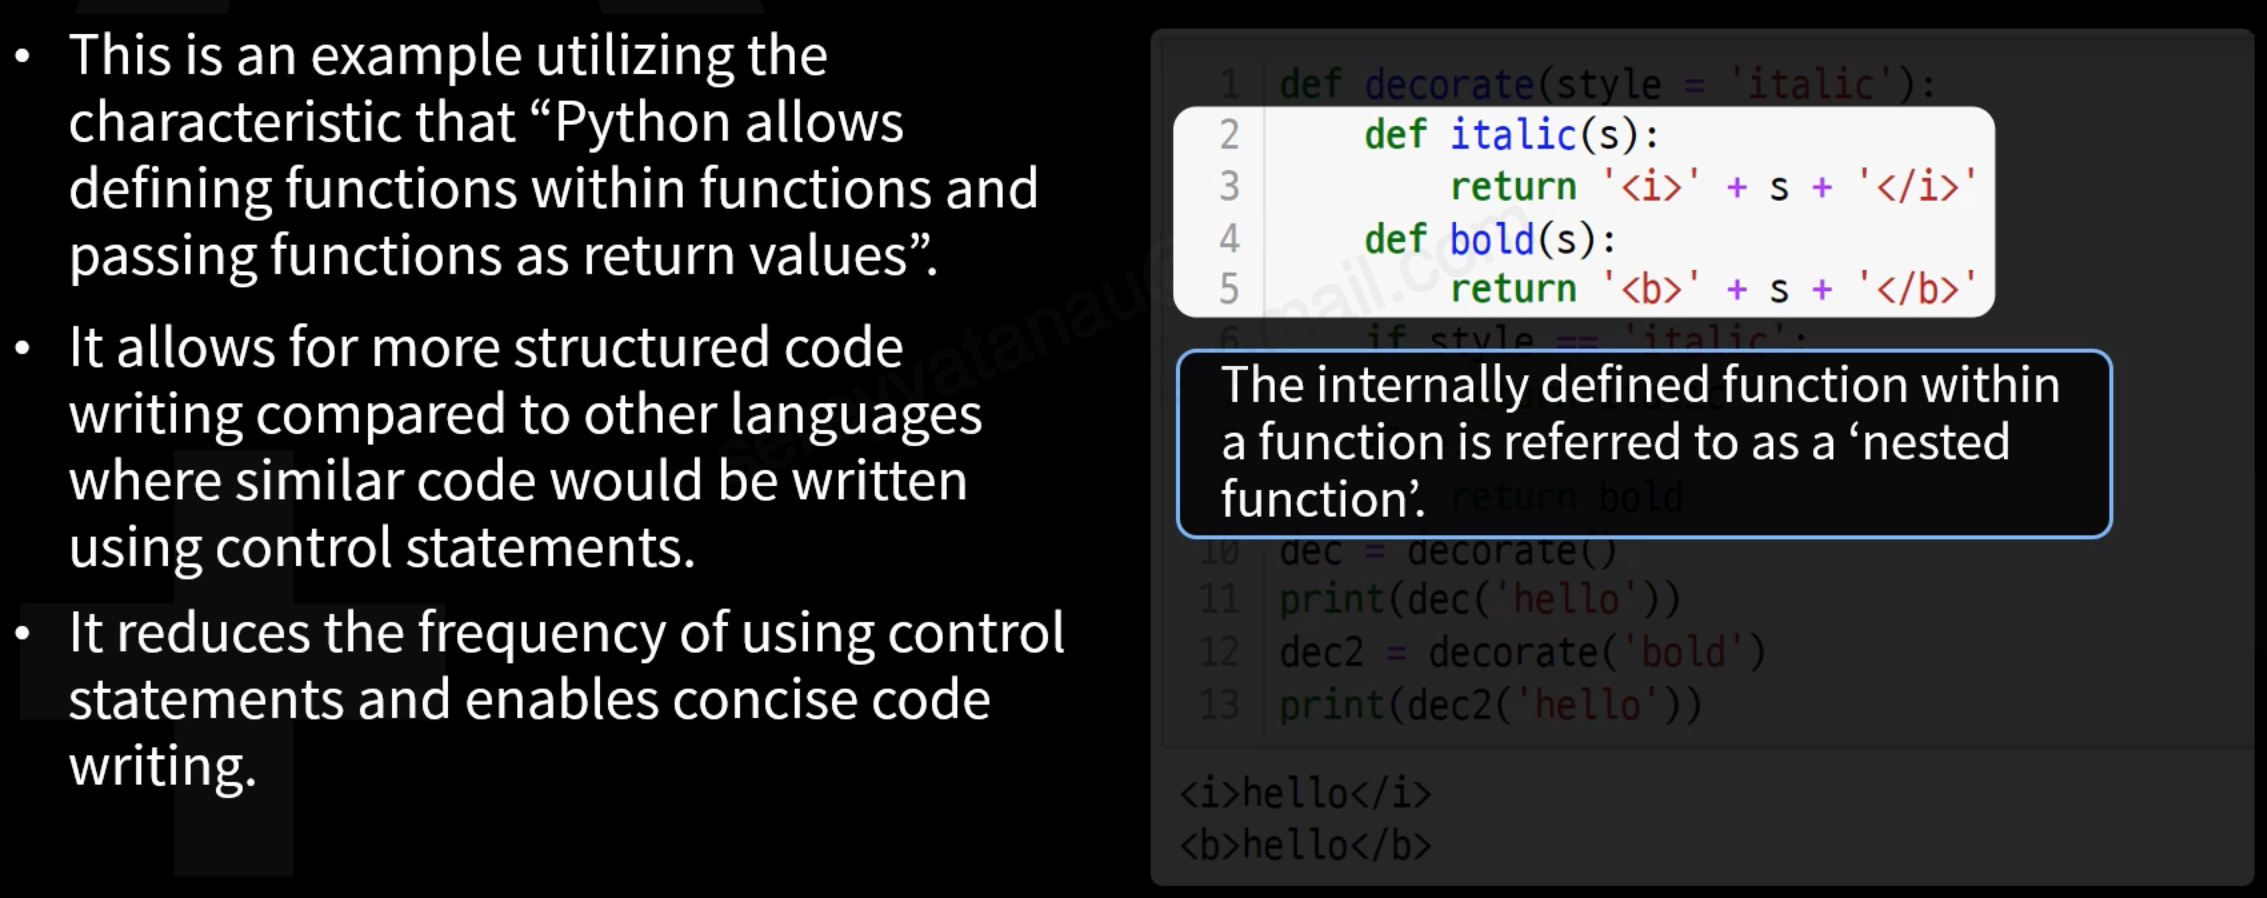 • This is an example utilizing the
characteristic that “Python allows
defining functions within functions and
passing functions as return values”.
• It allows for more structured code
writing compared to other languages
where similar code would be written
using control statements.
• It reduces the frequency of using control
statements and enables concise code
writing.
1 def decorate(style = 'italic'):
2 def italic(s):
3 return '<i>' + s + '</i>'
4 def bold(s):
5 return '<b>' + s + '</b>'
6 if style == 'italic':
The internally defined function within
a function is referred to as a ‘nested
function’.
return bold
10 dec = decorate()
11 print(dec('hello'))
12 dec2 = decorate('bold')
13 print(dec2('hello'))
<i>hello</i>
<b>hello</b>